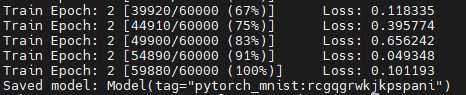 Train Epoch: 2 [39920/60000 (67%)] Loss: 0.118335
Train Epoch: 2 [44910/60000 (75%)] Loss: 0.395774
Train Epoch: 2 [49900/60000 (83%)] Loss: 0.656242
Train Epoch: 2 [54890/60000 (91%)] Loss: 0.049348
Train Epoch: 2 [59880/60000 (100%)] Loss: 0.101193
Saved model: Model(tag="pytorch_mnist:rcgqgrwkjkpspani")